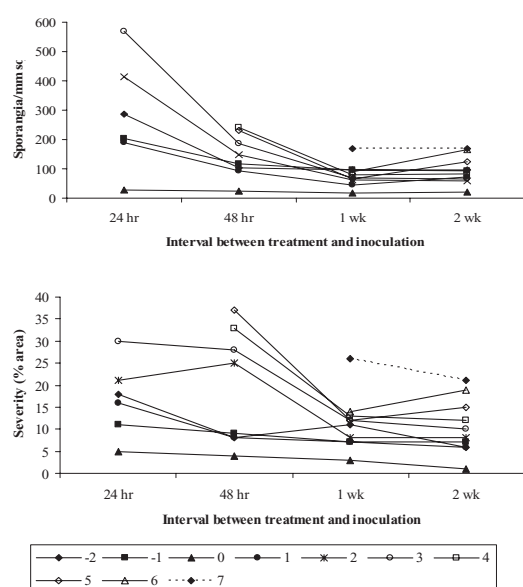 600
500
400
300
200
100
0
Sporangia/mm sc
24 hr 48 hr 1 wk 2 wk
Interval between treatment and inoculation
40
35
30
25
20
15
10
5
0
Severity (% area)
24 hr 48 hr 1 wk 2 wk
Interval between treatment and inoculation
-2 -1 0 1 2 3 4
5 6 7